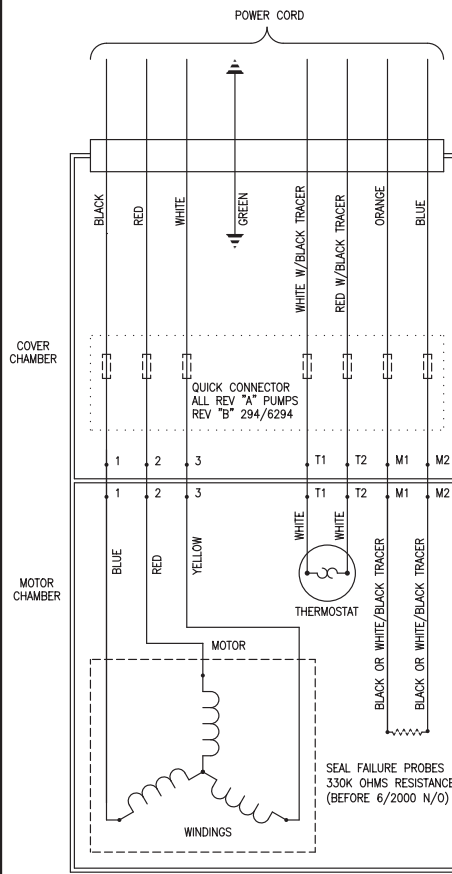 POWER CORD
BLACK
RED
WHITE
GREEN
WHITE W/BLACK TRACER
RED W/BLACK TRACER
ORANGE
BLUE
COVER
CHAMBER
QUICK CONNECTOR
ALL REV "A" PUMPS
REV "B" 294/6294
1 2 3 T1 T2 M1 M2
1 2 3 T1 T2 M1 M2
BLUE
RED
YELLOW
WHITE
WHITE
BLACK OR WHITE/BLACK TRACER
BLACK OR WHITE/BLACK TRACER
MOTOR
CHAMBER
THERMOSTAT
MOTOR
WINDINGS
SEAL FAILURE PROBES
330K OHMS RESISTANCE
(BEFORE 6/2000 N/O)